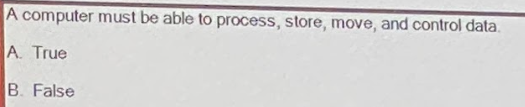 A computer must be able to process, store, move, and control data.
A. True
B. False